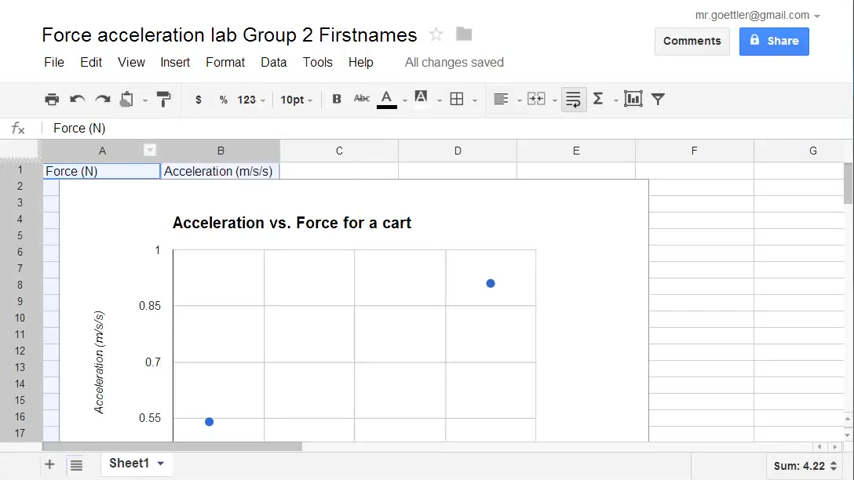 mr.goettler@gmail.com
Force acceleration lab Group 2 Firstnames
Comments
Share
File Edit View Insert Format Data Tools Help All changes saved
$ % 123 10pt B Abc A A Σ
fx Force (N)
A B C D E F G
1 Force (N) Acceleration (m/s/s)
2
3
4
5
6
7
8
9
10
11
12
13
14
15
16
17
Acceleration vs. Force for a cart
1
0.85
0.7
0.55
Acceleration (m/s/s)
Sheet1
Sum: 4.22